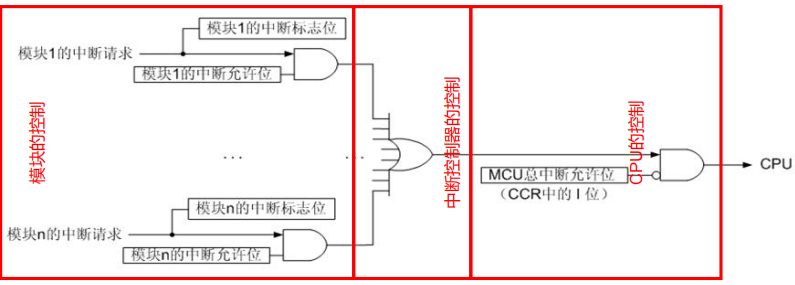 模块1的中断标志位
模块1的中断请求
模块1的中断允许位
模块的控制
中断控制器的控制
CPU的控制
...
...
CPU
MCU总中断允许位
(CCR中的 I 位)
模块n的中断标志位
模块n的中断请求
模块n的中断允许位